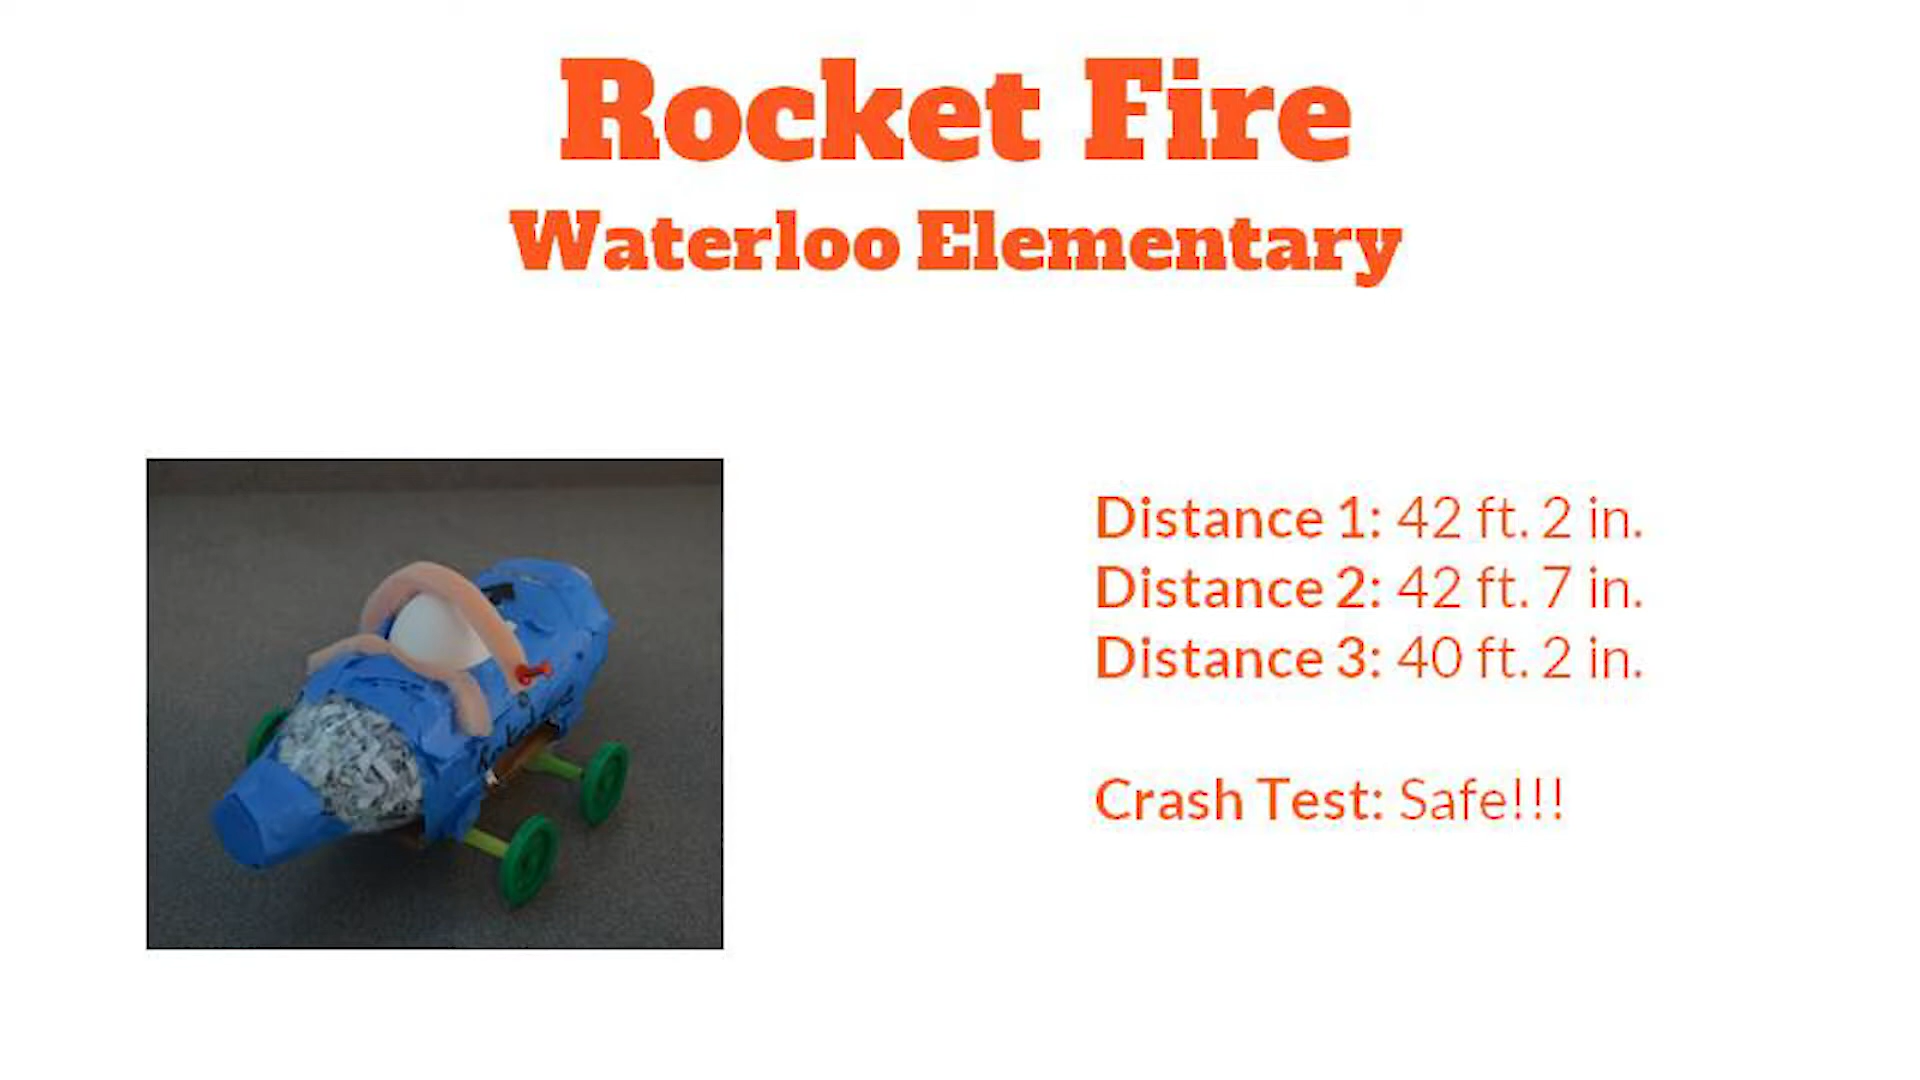 Rocket Fire
Waterloo Elementary
Distance 1: 42 ft. 2 in.
Distance 2: 42 ft. 7 in.
Distance 3: 40 ft. 2 in.
Crash Test: Safe!!!